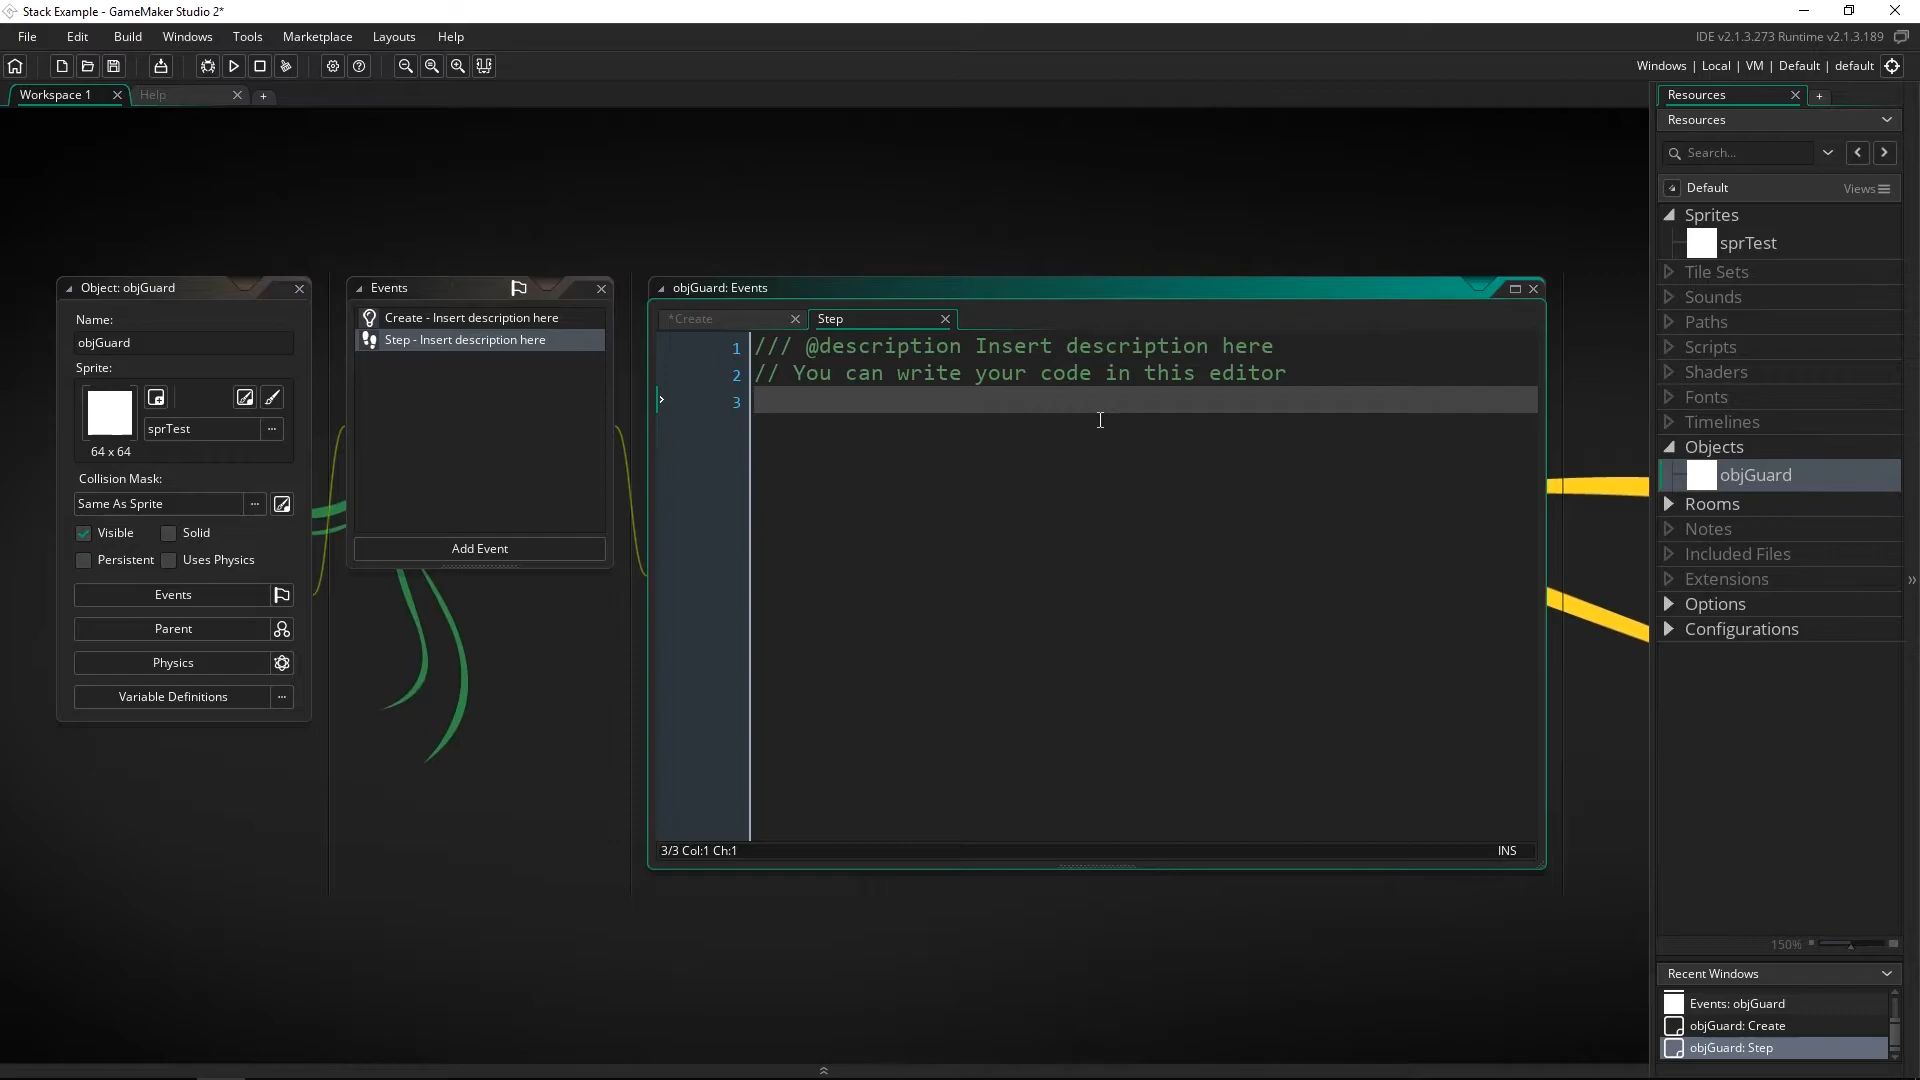 Stack Example - GameMaker Studio 2*
File Edit Build Windows Tools Marketplace Layouts Help
IDE v2.1.3.273 Runtime v2.1.3.189
Windows | Local | VM | Default | default
Workspace 1
Help
Resources
Resources
Search...
Default
Views
Sprites
sprTest
Tile Sets
Sounds
Paths
Scripts
Shaders
Fonts
Timelines
Objects
objGuard
Rooms
Notes
Included Files
Extensions
Options
Configurations
150%
Recent Windows
Events: objGuard
objGuard: Create
objGuard: Step
Object: objGuard
Name:
objGuard
Sprite:
sprTest
64 x 64
Collision Mask:
Same As Sprite
Visible
Solid
Persistent
Uses Physics
Events
Parent
Physics
Variable Definitions
Events
Create - Insert description here
Step - Insert description here
Add Event
objGuard: Events
*Create
Step
1 /// @description Insert description here
2 // You can write your code in this editor
3
3/3 Col:1 Ch:1
INS